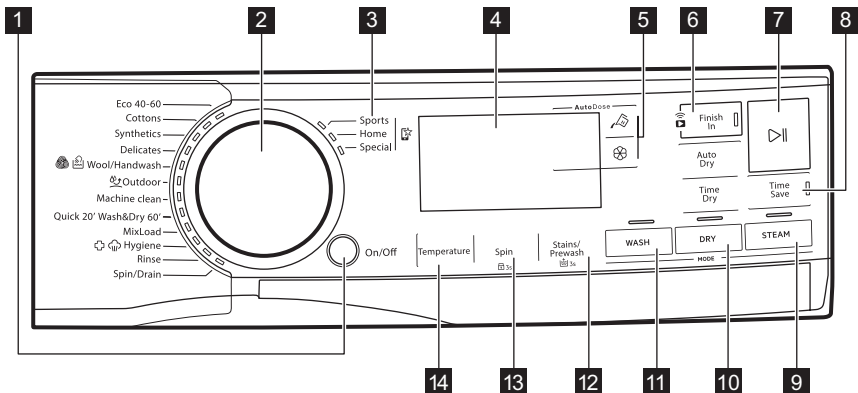 1
2
3
4
5
6
7
8
Eco 40-60
Cottons
Synthetics
Delicates
Wool/Handwash
Outdoor
Machine clean
Quick 20' Wash&Dry 60'
MixLoad
Hygiene
Rinse
Spin/Drain
Sports
Home
Special
On/Off
AutoDose
Finish
In
Auto
Dry
Time
Dry
Time
Save
Temperature
Spin
3s
Stains/
Prewash
3s
WASH
DRY
STEAM
MODE
14
13
12
11
10
9